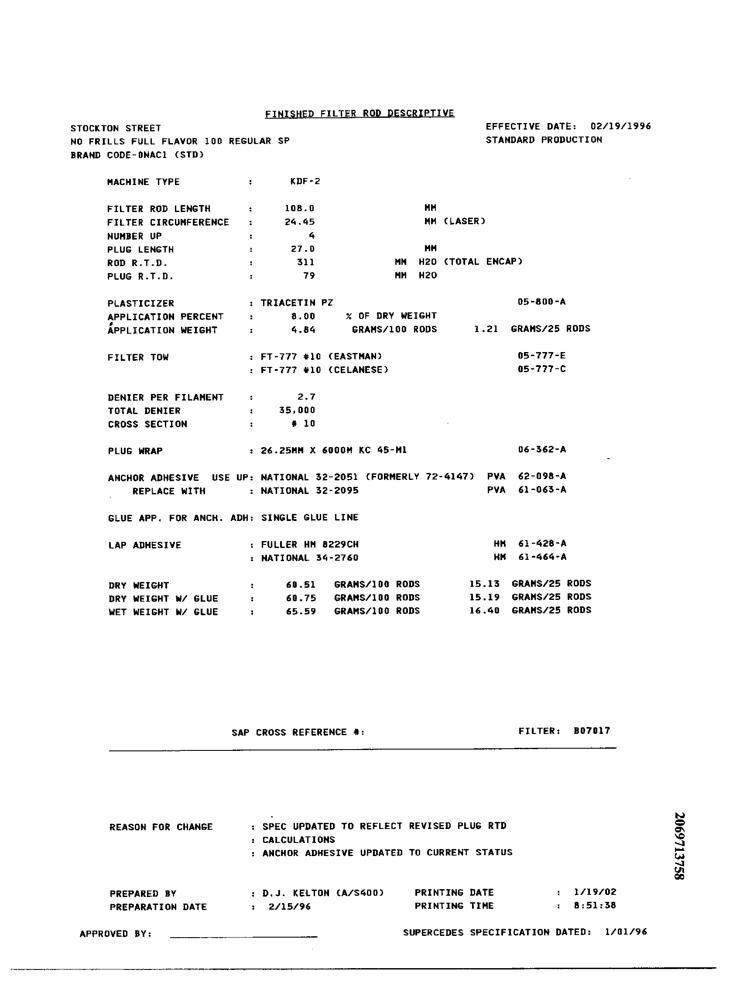 FINISHED FILTER ROD DESCRIPTIVE
STOCKTON STREET EFFECTIVE DATE: 02/19/1996
NO FRILLS FULL FLAVOR 100 REGULAR SP STANDARD PRODUCTION
BRAND CODE-DNAC1 (STD)
MACHINE TYPE : KDF-2
FILTER ROD LENGTH : 108.0 MM
FILTER CIRCUMFERENCE : 24.45 MM (LASER)
NUMBER UP : 4
PLUG LENGTH : 27.0 MM
ROD R.T.D. : 311 MM H2O (TOTAL ENCAP)
PLUG R.T.D. : 79 MM H2O
PLASTICIZER : TRIACETIN PZ 05-800-A
APPLICATION PERCENT : 8.00 % OF DRY WEIGHT
APPLICATION WEIGHT : 4.84 GRAMS/100 RODS 1.21 GRAMS/25 RODS
FILTER TOW : FT-777 #10 (EASTMAN) 05-777-E
: FT-777 #10 (CELANESE) 05-777-C
DENIER PER FILAMENT : 2.7
TOTAL DENIER : 35,000
CROSS SECTION : # 10
PLUG WRAP : 26.25MM X 6000M KC 45-M1 06-362-A
ANCHOR ADHESIVE USE UP: NATIONAL 32-2051 (FORMERLY 72-4147) PVA 62-098-A
REPLACE WITH : NATIONAL 32-2095 PVA 61-063-A
GLUE APP. FOR ANCH. ADH: SINGLE GLUE LINE
LAP ADHESIVE : FULLER HM 8229CH HM 61-428-A
: NATIONAL 34-2760 HM 61-464-A
DRY WEIGHT : 60.51 GRAMS/100 RODS 15.13 GRAMS/25 RODS
DRY WEIGHT W/ GLUE : 60.75 GRAMS/100 RODS 15.19 GRAMS/25 RODS
WET WEIGHT W/ GLUE : 65.59 GRAMS/100 RODS 16.40 GRAMS/25 RODS
SAP CROSS REFERENCE #: FILTER: B07017
REASON FOR CHANGE : SPEC UPDATED TO REFLECT REVISED PLUG RTD
: CALCULATIONS
: ANCHOR ADHESIVE UPDATED TO CURRENT STATUS
2069713758
PREPARED BY : D.J. KELTON (A/S400) PRINTING DATE : 1/19/02
PREPARATION DATE : 2/15/96 PRINTING TIME : 8:51:38
APPROVED BY: SUPERCEDES SPECIFICATION DATED: 1/01/96